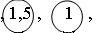 ,1,5 , 1 ,